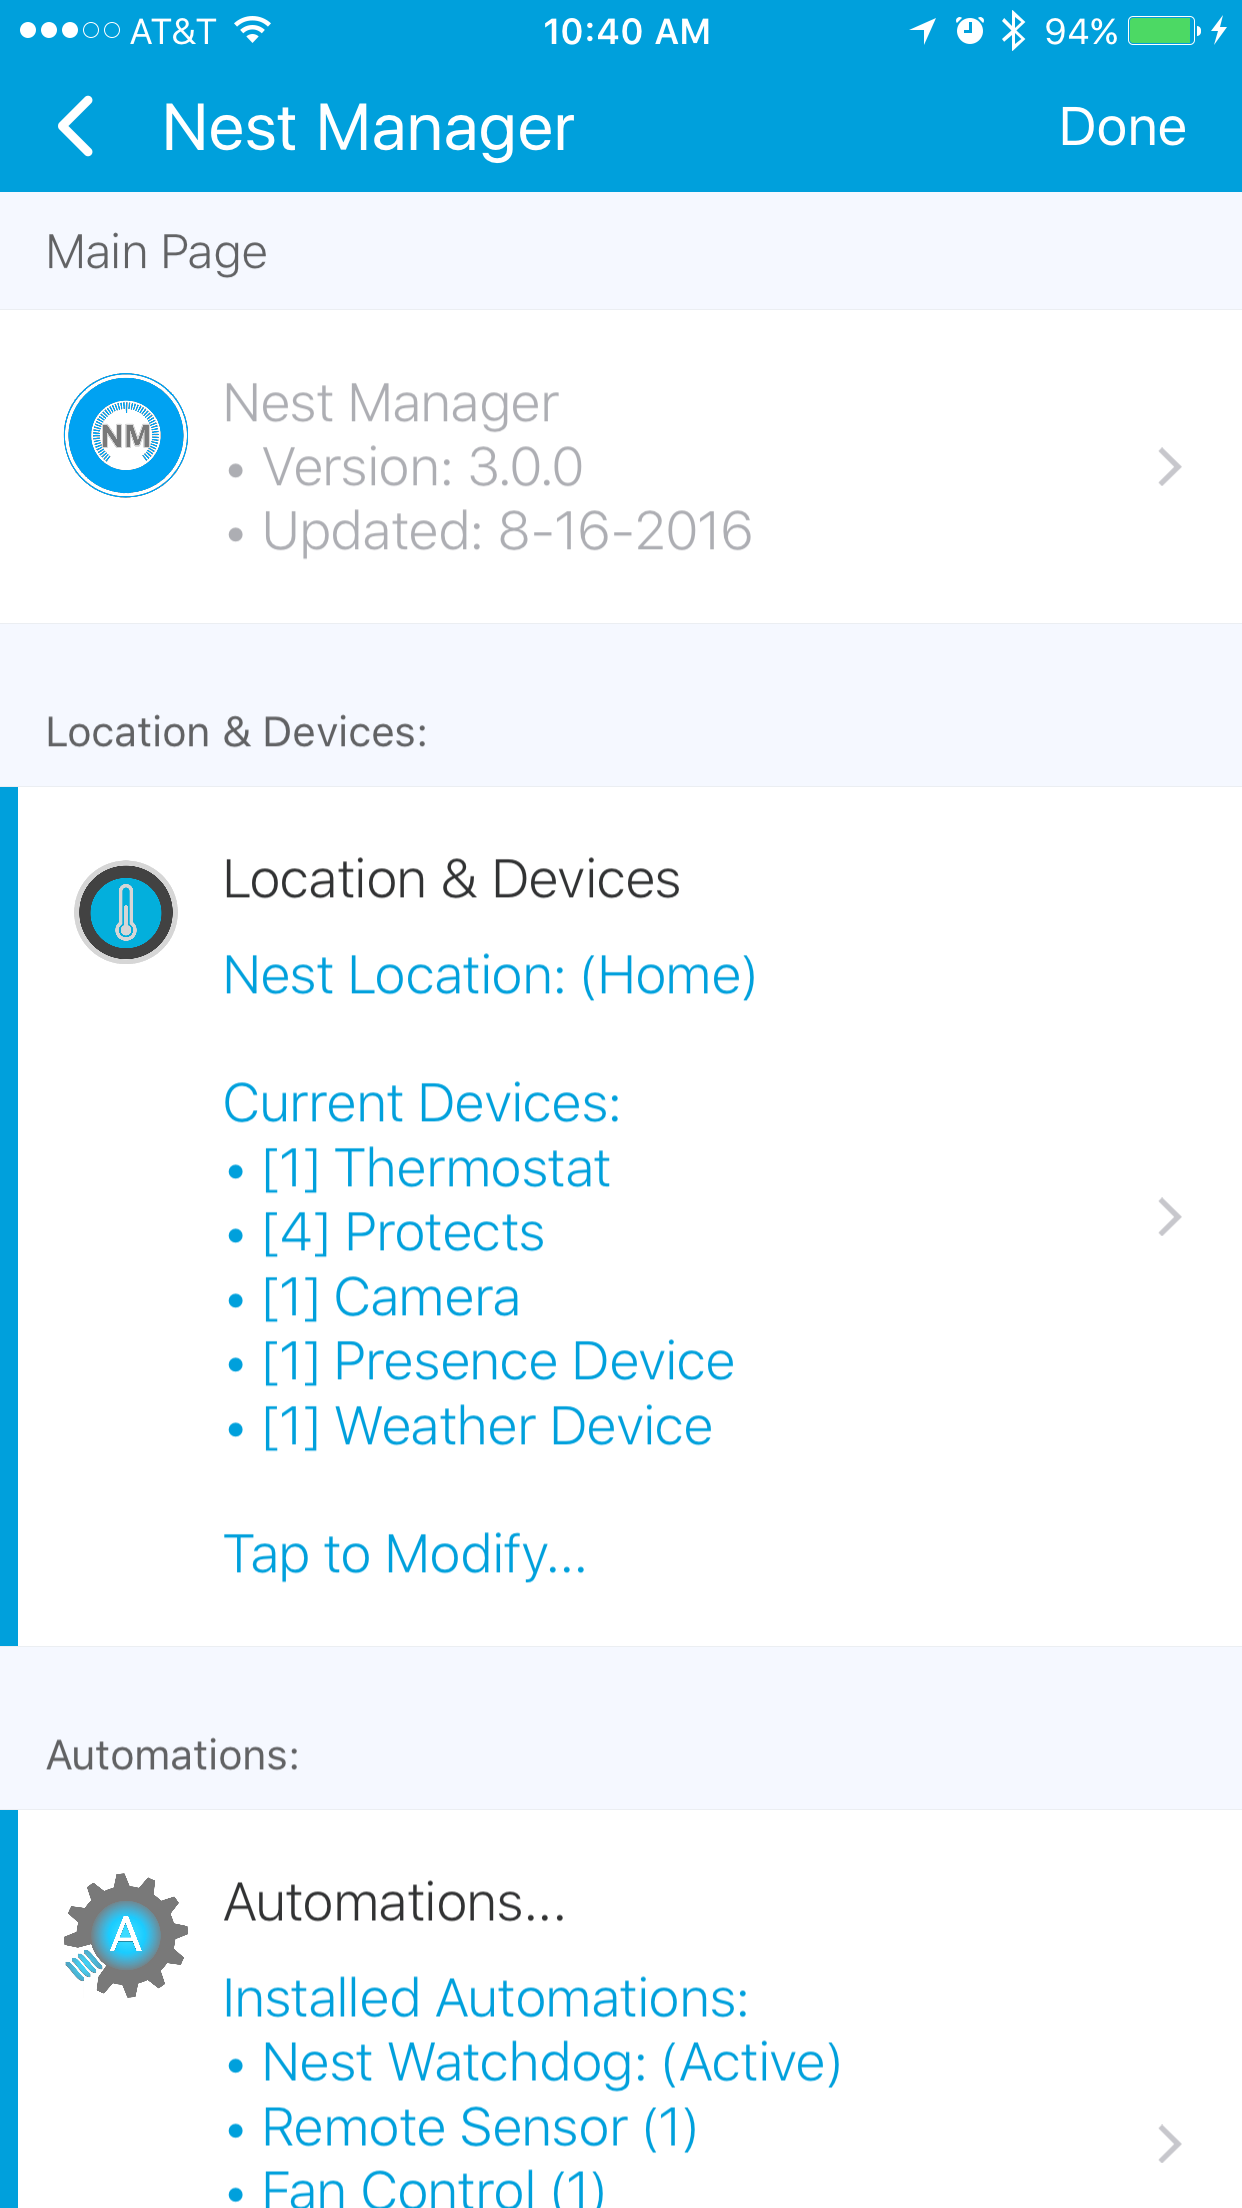 AT&T 10:40 AM 94%
Nest Manager Done
Main Page
NM
Nest Manager
• Version: 3.0.0
• Updated: 8-16-2016
Location & Devices:
Location & Devices
Nest Location: (Home)
Current Devices:
• [1] Thermostat
• [4] Protects
• [1] Camera
• [1] Presence Device
• [1] Weather Device
Tap to Modify...
Automations:
A
Automations...
Installed Automations:
• Nest Watchdog: (Active)
• Remote Sensor (1)
• Fan Control (1)